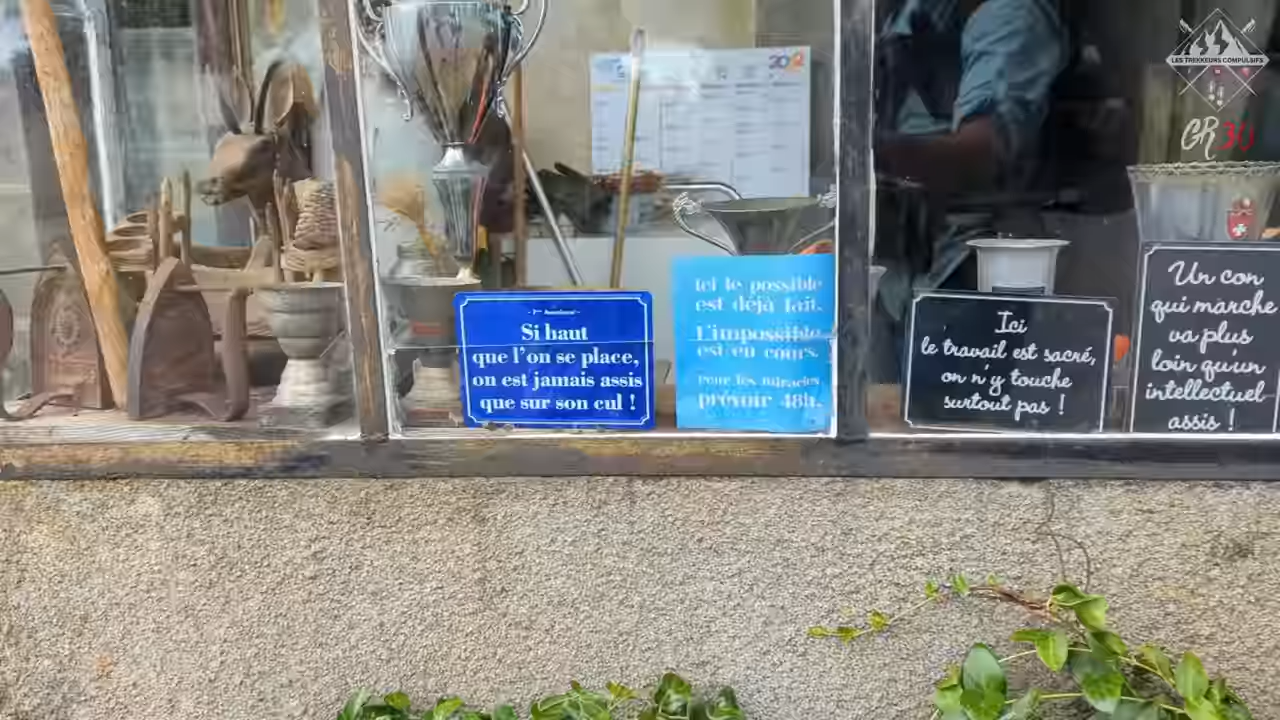 2022
LES TREKKEURS COMPULSIFS
GR30
Si haut
que l'on se place,
on est jamais assis
que sur son cul !
Ici le possible
est déjà fait.
L'impossible
est en cours.
Pour les miracles
prévoir 48h.
Ici
le travail est sacré,
on n'y touche
surtout pas !
Un con
qui marche
va plus
loin qu'un
intellectuel
assis !